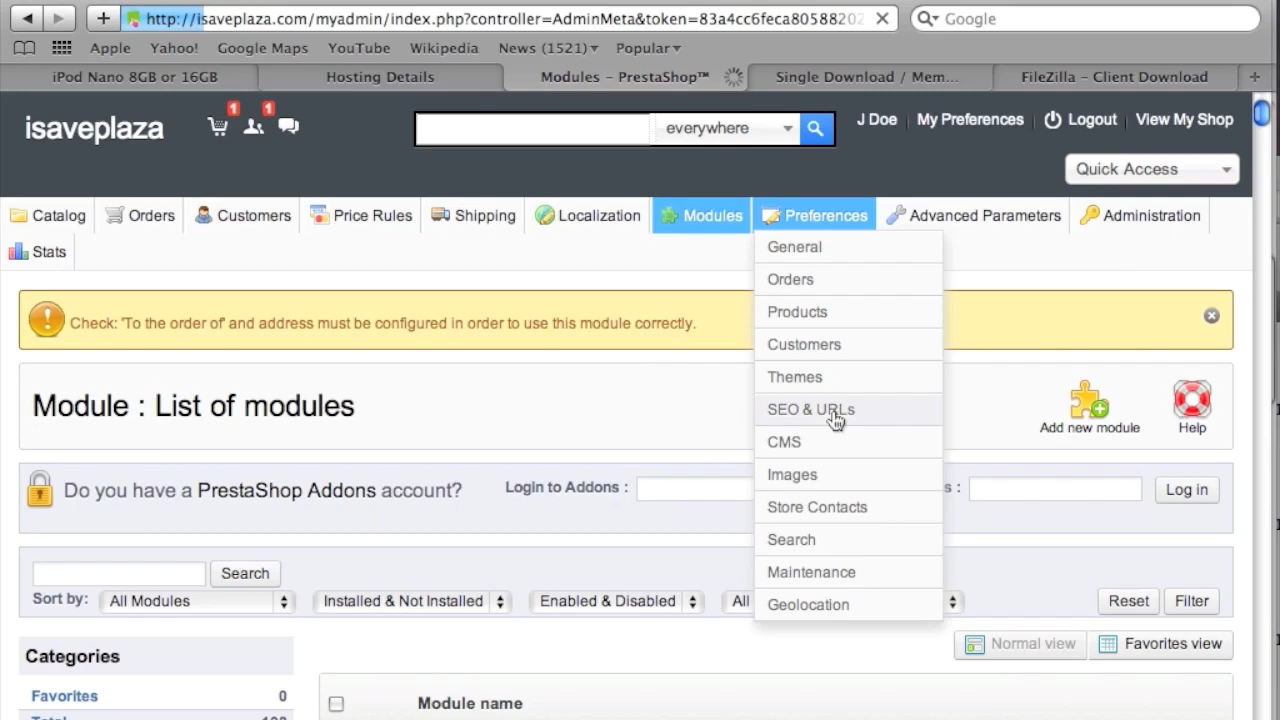 http://isaveplaza.com/myadmin/index.php?controller=AdminMeta&token=83a4cc6feca80588202
Google
Apple Yahoo! Google Maps YouTube Wikipedia News (1521) Popular
iPod Nano 8GB or 16GB Hosting Details Modules - PrestaShop™ Single Download / Mem... FileZilla - Client Download
isaveplaza 1 1 everywhere J Doe My Preferences Logout View My Shop
Quick Access
Catalog Orders Customers Price Rules Shipping Localization Modules Preferences Advanced Parameters Administration
Stats
General
Orders
Products
Customers
Themes
SEO & URLs
CMS
Images
Store Contacts
Search
Maintenance
Geolocation
Check: 'To the order of' and address must be configured in order to use this module correctly.
Module : List of modules
Add new module Help
Do you have a PrestaShop Addons account? Login to Addons : s : Log in
Search
Sort by: All Modules Installed & Not Installed Enabled & Disabled All Reset Filter
Normal view Favorites view
Categories
Favorites 0
Module name